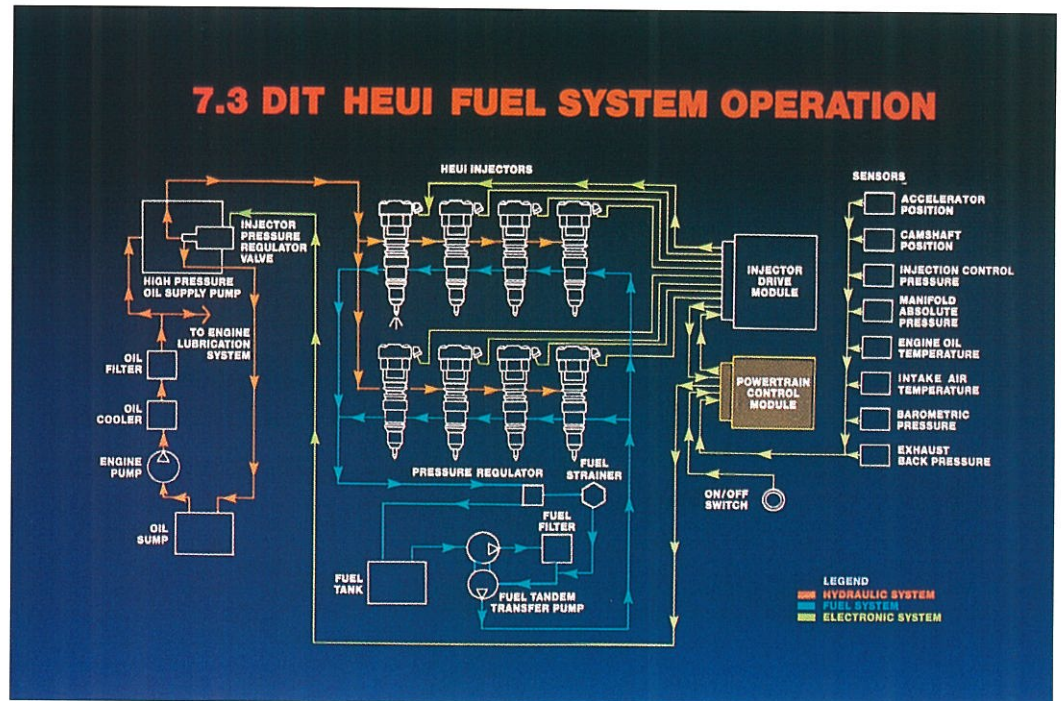 7.3 DIT HEUI FUEL SYSTEM OPERATION
HEUI INJECTORS
INJECTOR
PRESSURE
REGULATOR
VALVE
HIGH PRESSURE
OIL SUPPLY PUMP
TO ENGINE
LUBRICATION
SYSTEM
OIL
FILTER
OIL
COOLER
ENGINE
PUMP
OIL
SUMP
INJECTOR
DRIVE
MODULE
POWERTRAIN
CONTROL
MODULE
SENSORS
ACCELERATOR
POSITION
CAMSHAFT
POSITION
INJECTION CONTROL
PRESSURE
MANIFOLD
ABSOLUTE
PRESSURE
ENGINE OIL
TEMPERATURE
INTAKE AIR
TEMPERATURE
BAROMETRIC
PRESSURE
EXHAUST
BACK PRESSURE
ON/OFF
SWITCH
PRESSURE REGULATOR
FUEL
STRAINER
FUEL
FILTER
FUEL
TANK
FUEL TANDEM
TRANSFER PUMP
LEGEND
HYDRAULIC SYSTEM
FUEL SYSTEM
ELECTRONIC SYSTEM